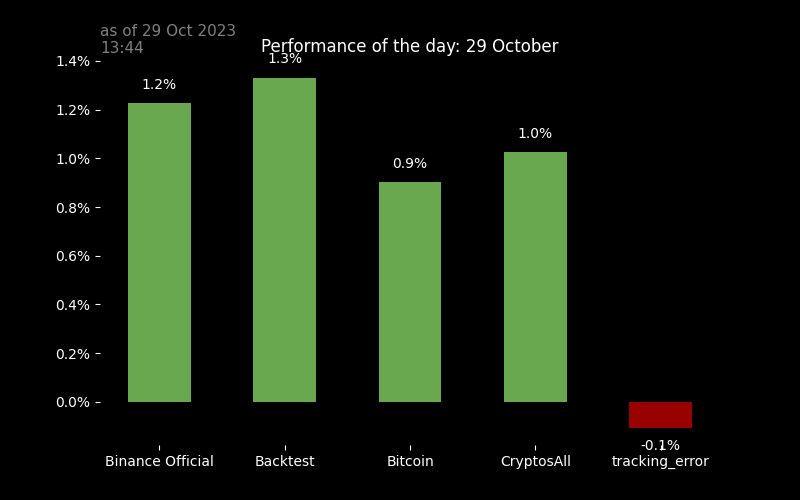 as of 29 Oct 2023
13:44
Performance of the day: 29 October
1.4%
1.2%
1.0%
0.8%
0.6%
0.4%
0.2%
0.0%
1.2%
1.3%
0.9%
1.0%
-0.1%
Binance Official
Backtest
Bitcoin
CryptosAll
tracking_error